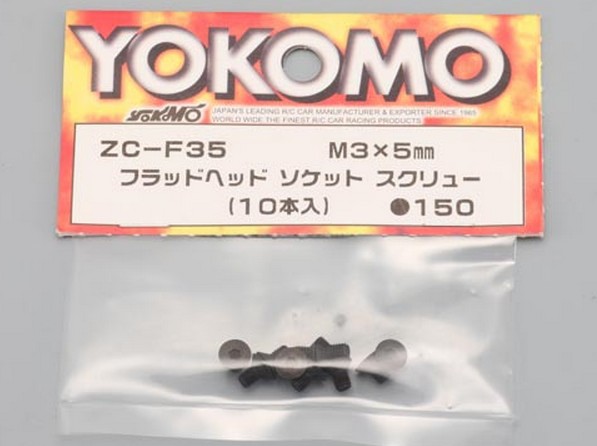 YOKOMO
YOKOMO JAPAN'S LEADING R/C CAR MANUFACTURER & EXPORTER SINCE 1965
WORLD WIDE THE FINEST R/C CAR RACING PRODUCTS.
ZC-F35 M3×5㎜
フラッドヘッド ソケット スクリュー
(10本入) ●150